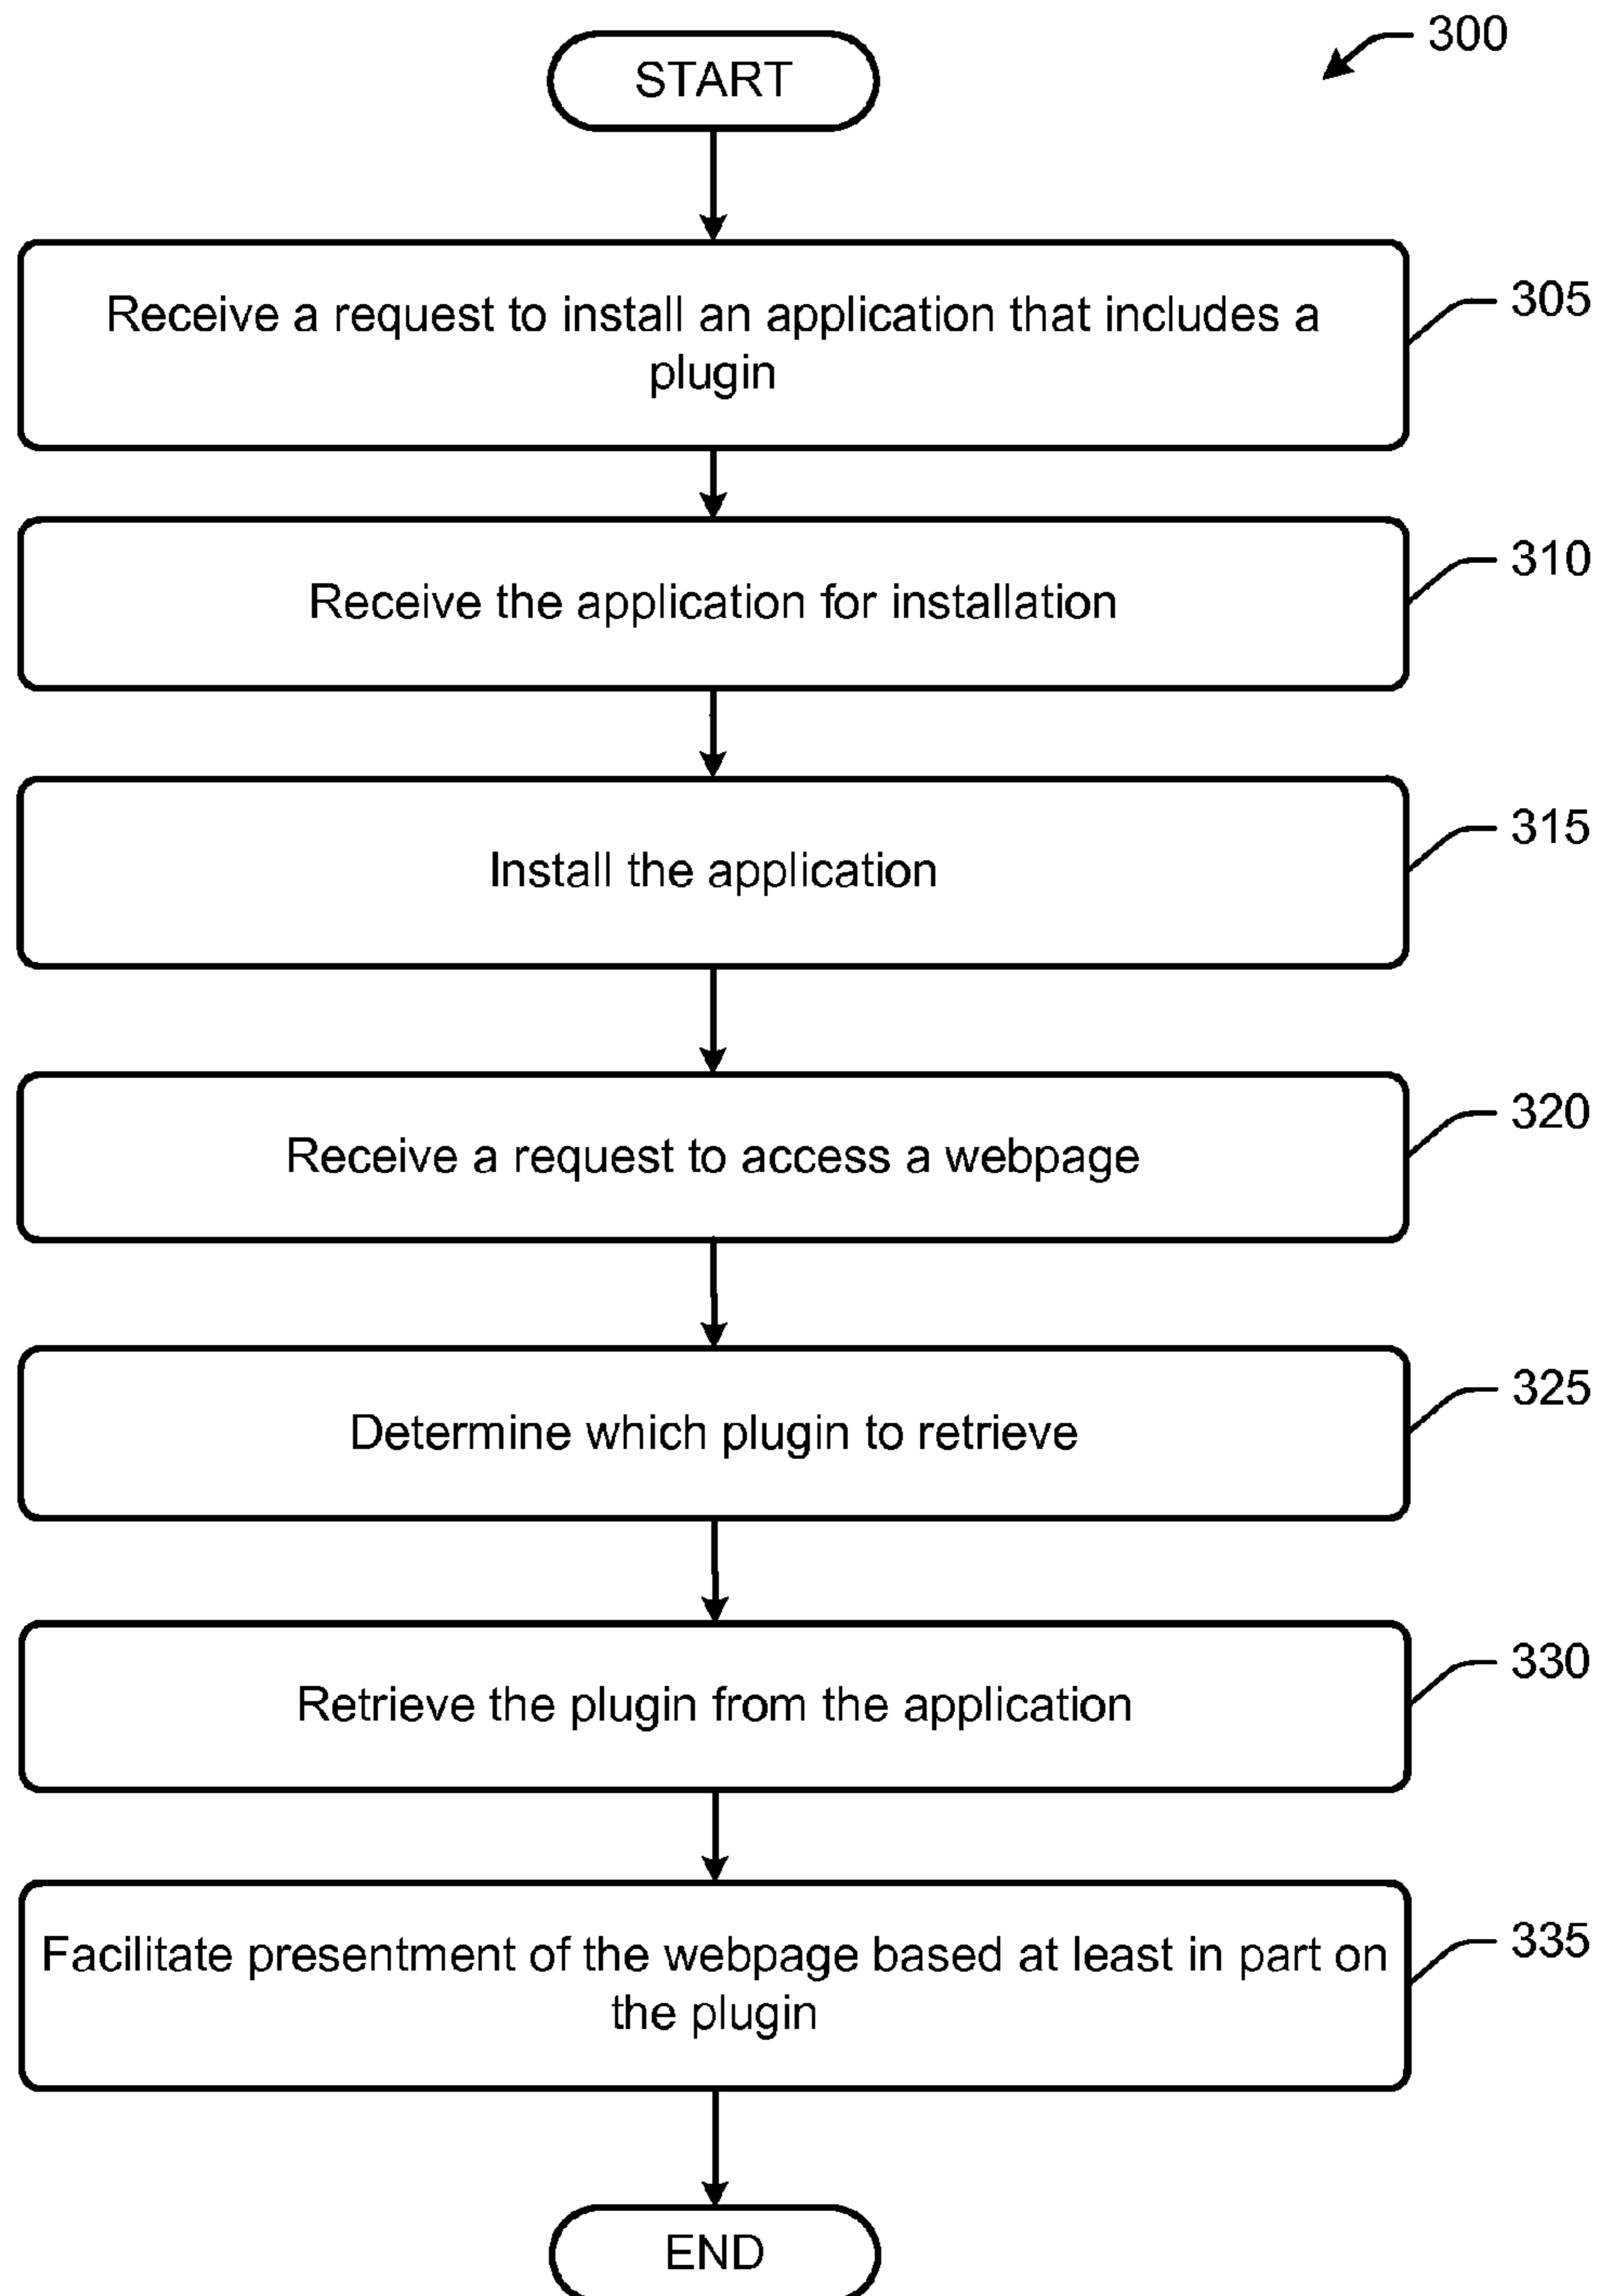 300
START
Receive a request to install an application that includes a
plugin
305
Receive the application for installation
310
Install the application
315
Receive a request to access a webpage
320
Determine which plugin to retrieve
325
Retrieve the plugin from the application
330
Facilitate presentment of the webpage based at least in part on
the plugin
335
END